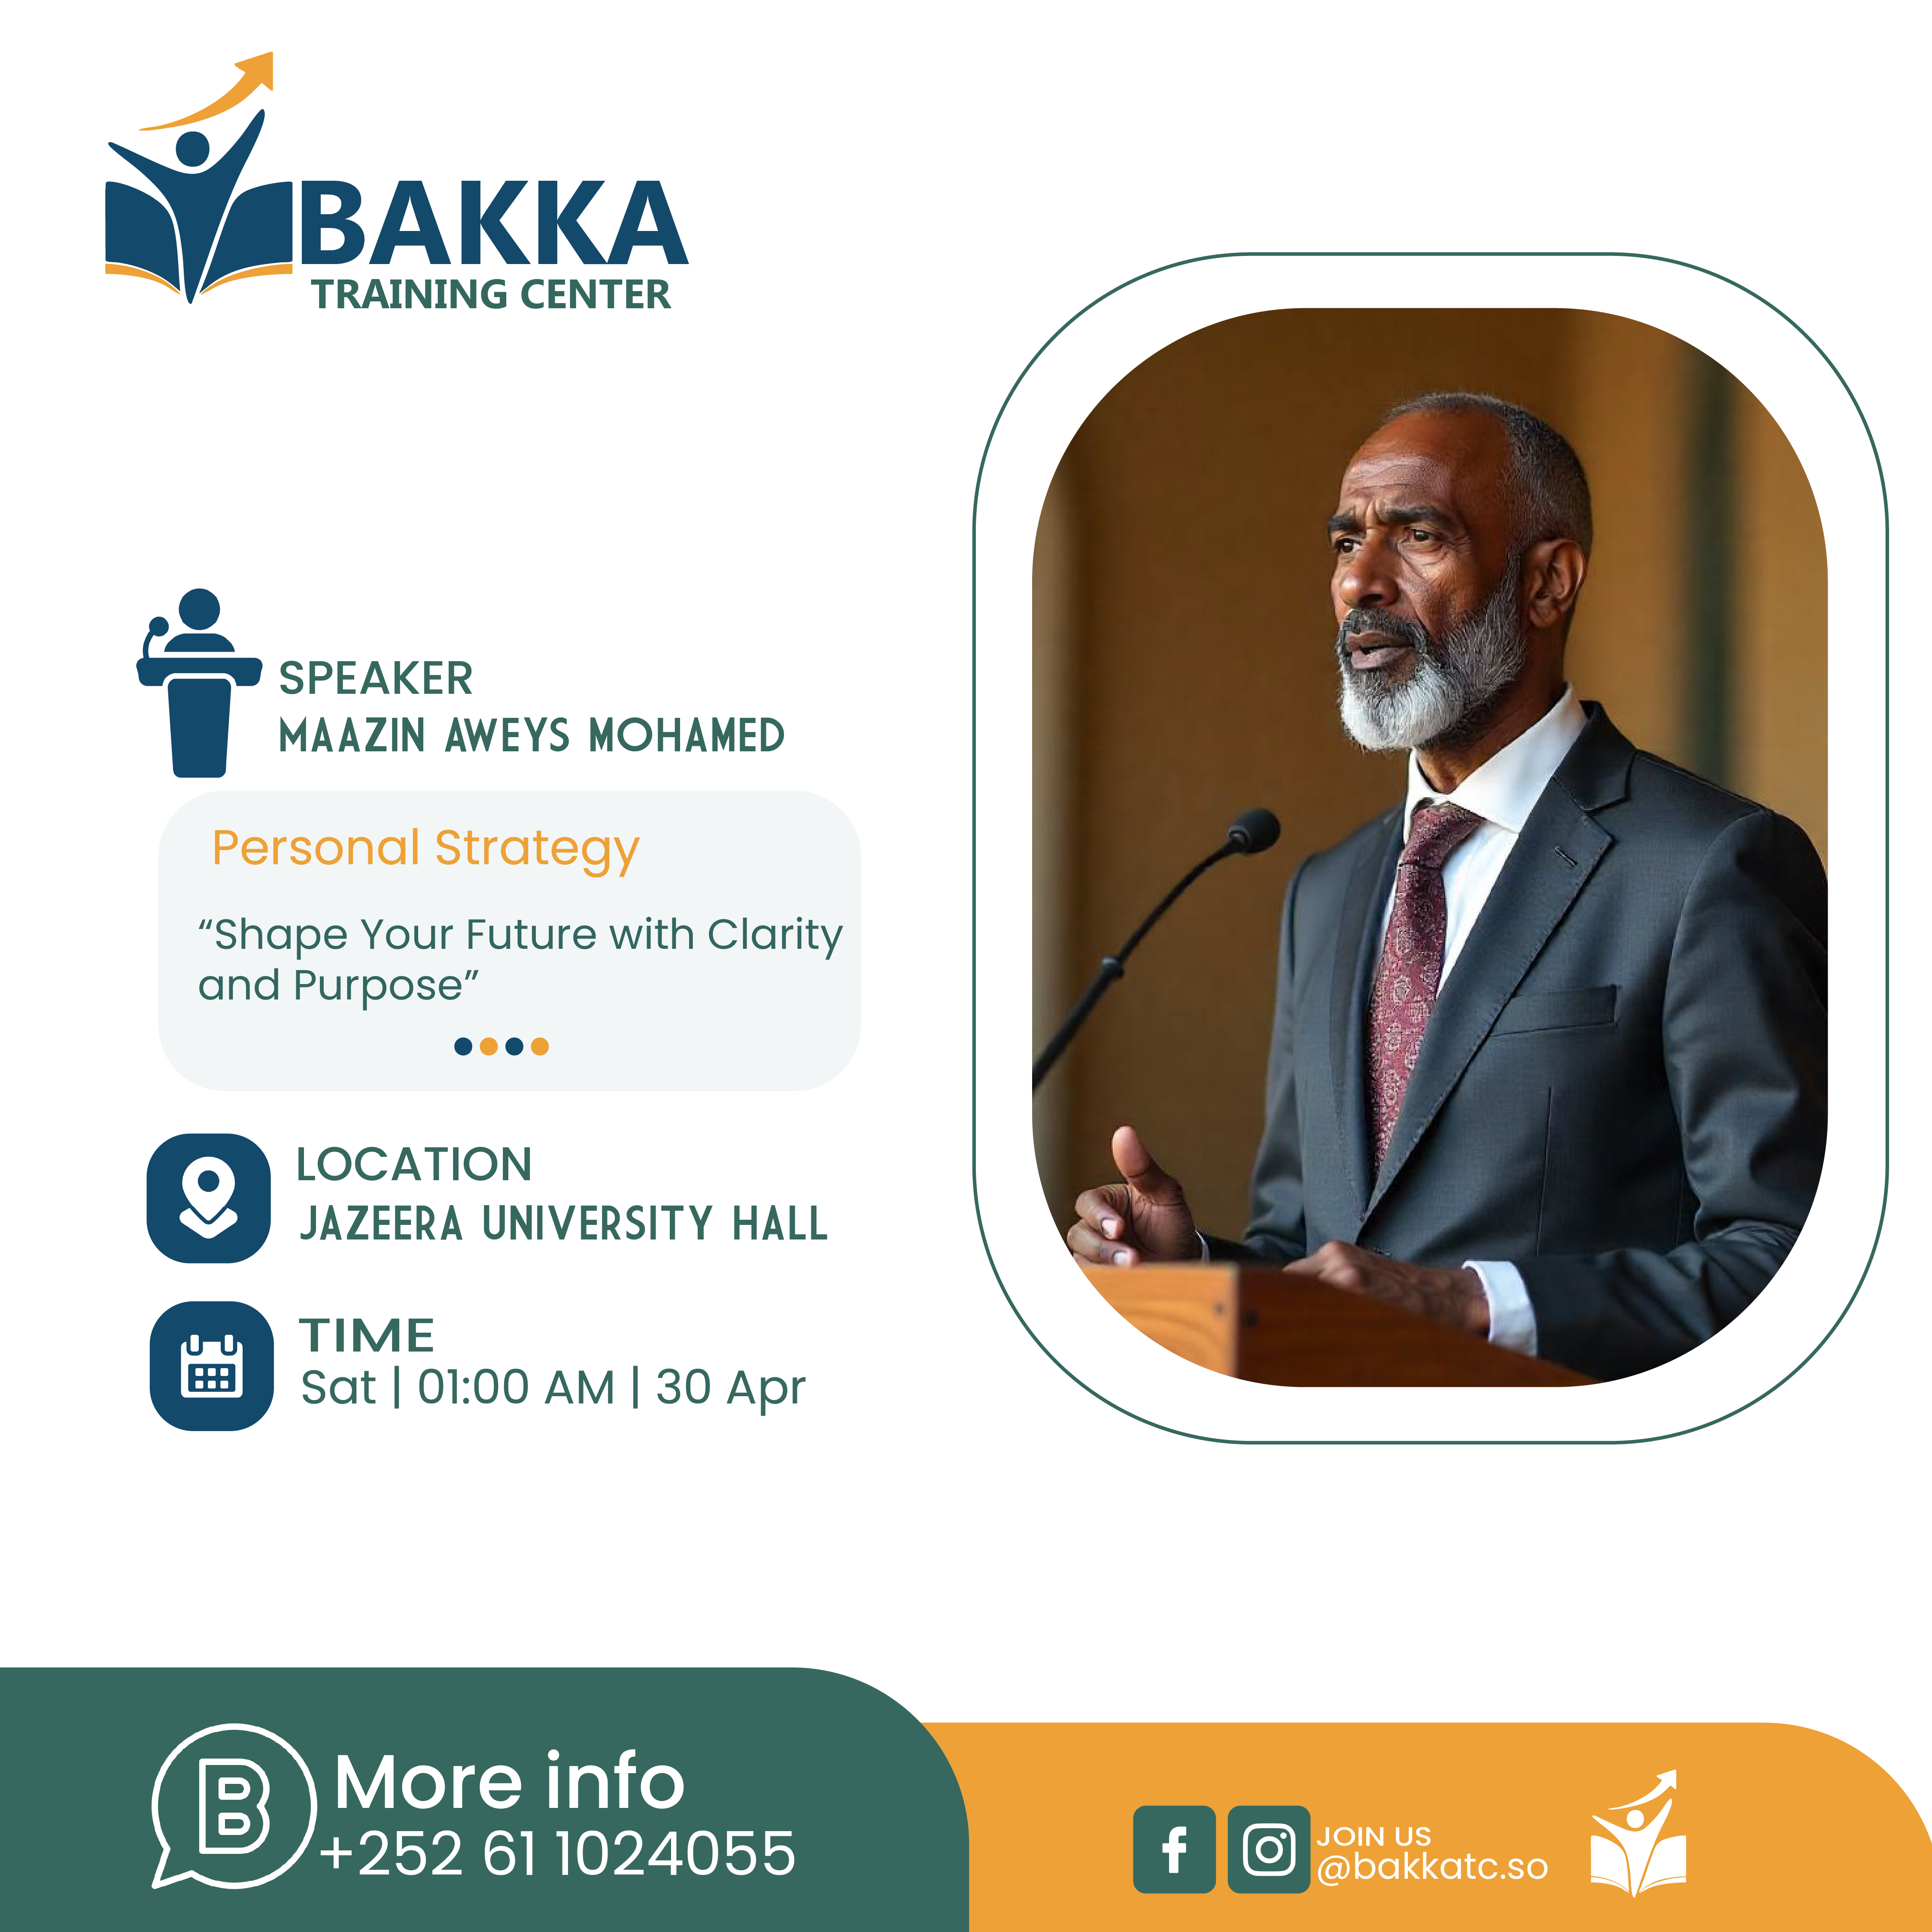 BAKKA
TRAINING CENTER
SPEAKER
MAAZIN AWEYS MOHAMED
Personal Strategy
“Shape Your Future with Clarity
and Purpose”
LOCATION
JAZEERA UNIVERSITY HALL
TIME
Sat | 01:00 AM | 30 Apr
B
More info
+252 61 1024055
JOIN US
@bakkatc.so